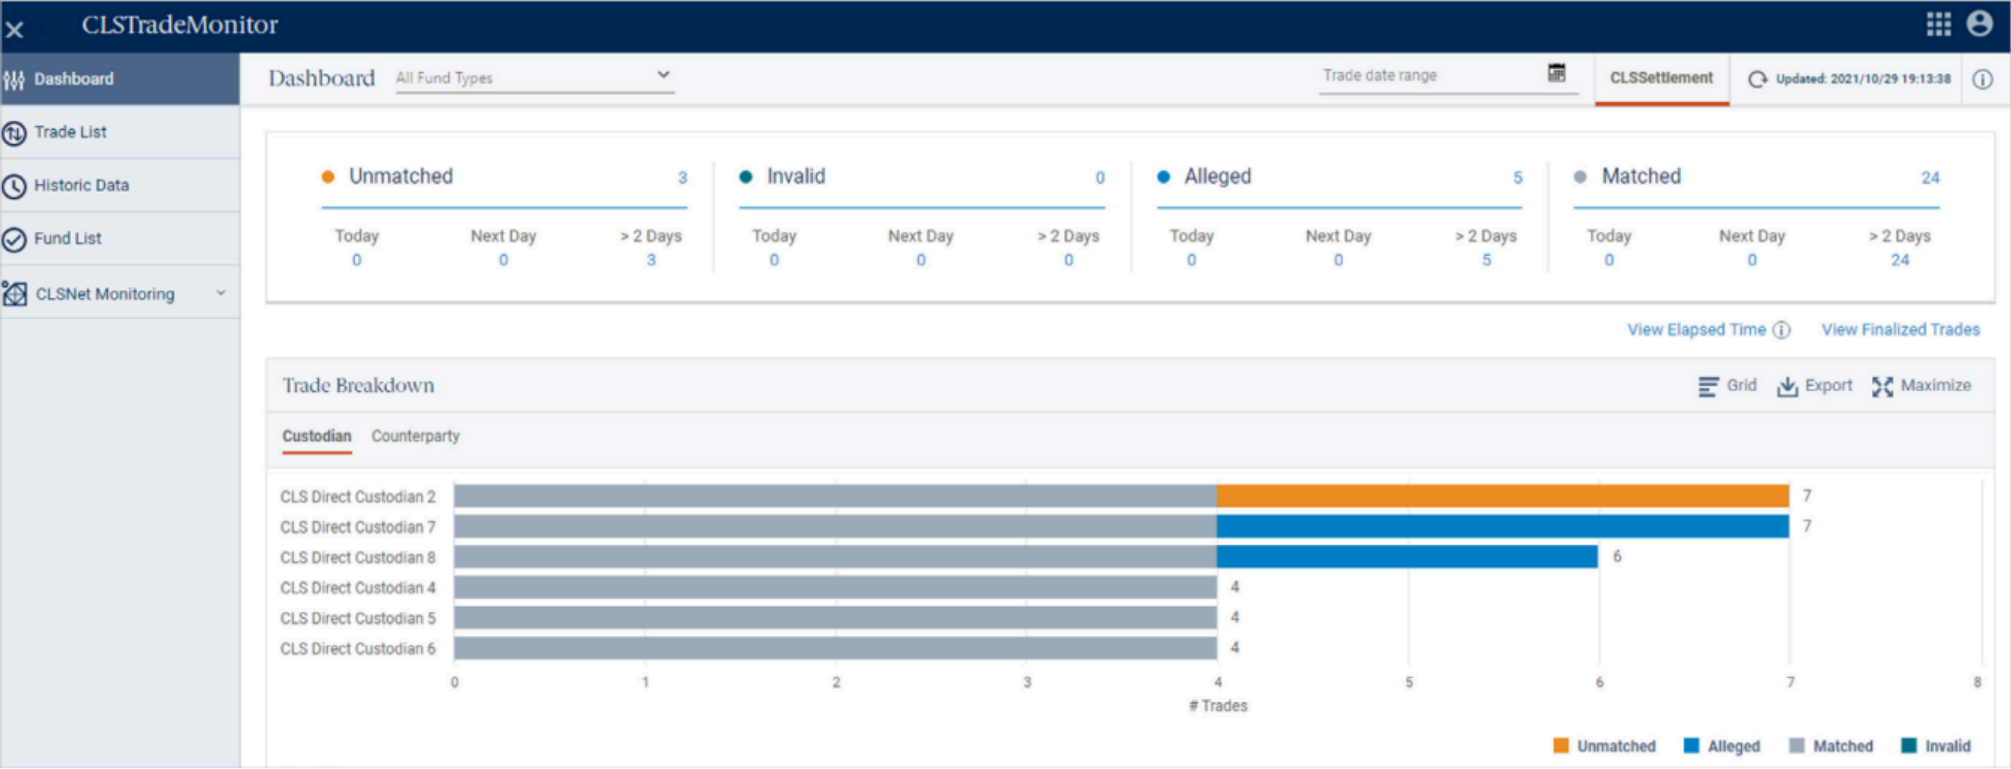 CLSTradeMonitor
Dashboard
Trade List
Historic Data
Fund List
CLSNet Monitoring
Dashboard All Fund Types Trade date range CLSSettlement Updated: 2021/10/29 19:13:38
Unmatched 3 Invalid 0 Alleged 5 Matched 24
Today Next Day > 2 Days Today Next Day > 2 Days Today Next Day > 2 Days Today Next Day > 2 Days
0 0 3 0 0 0 0 0 5 0 0 24
View Elapsed Time View Finalized Trades
Trade Breakdown Grid Export Maximize
Custodian Counterparty
CLS Direct Custodian 2 7
CLS Direct Custodian 7 7
CLS Direct Custodian 8 6
CLS Direct Custodian 4 4
CLS Direct Custodian 5 4
CLS Direct Custodian 6 4
0 1 2 3 4 5 6 7 8
# Trades
Unmatched Alleged Matched Invalid